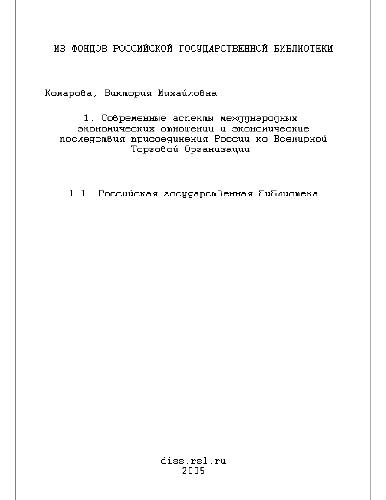 ИЗ ФОНДОВ РОССИЙСКОЙ ГОСУДАРСТВЕННОЙ БИБЛИОТЕКИ
Комарова, Виктория Михайловна
1. Современные аспекты международных
экономических отношений и экономические
последствия присоединения России ко Всемирной
Торговой Организации
1.1. Российская государственная библиотека
diss.rsl.ru
2005